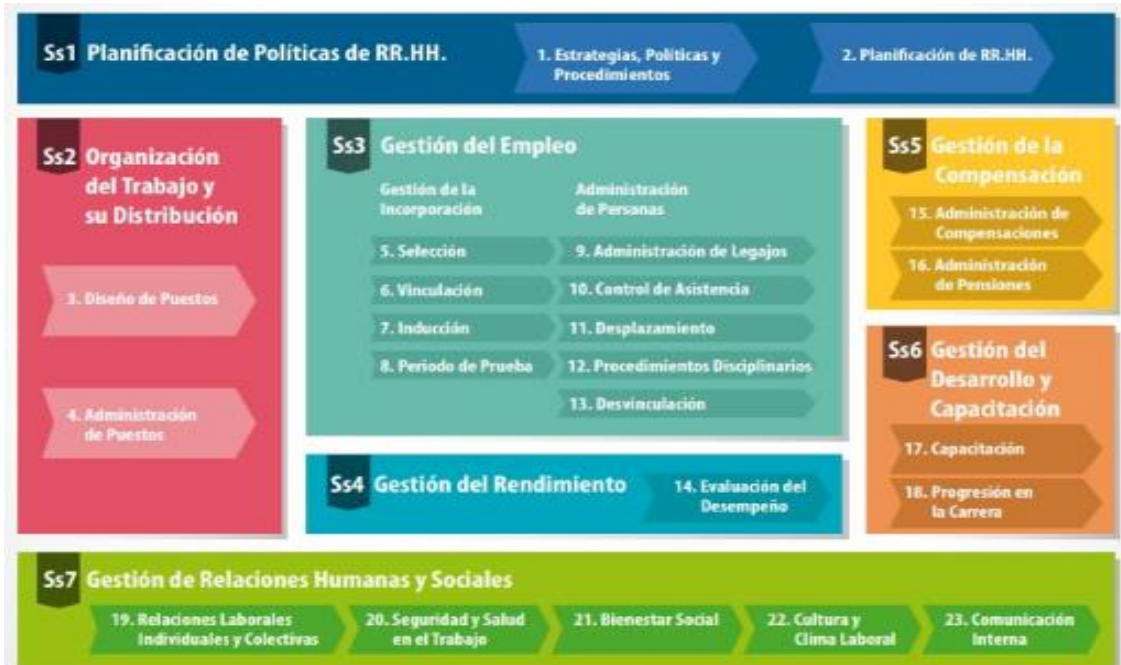 Ss1 Planificación de Políticas de RR.HH.
1. Estrategias, Políticas y
Procedimientos
2. Planificación de RR.HH.
Ss2 Organización
del Trabajo y
su Distribución
3. Diseño de Puestos
4. Administración
de Puestos
Ss3 Gestión del Empleo
Gestión de la
Incorporación
5. Selección
6. Vinculación
7. Inducción
8. Periodo de Prueba
Administración
de Personas
9. Administración de Legajos
10. Control de Asistencia
11. Desplazamiento
12. Procedimientos Disciplinarios
13. Desvinculación
Ss4 Gestión del Rendimiento
14. Evaluación del
Desempeño
Ss5 Gestión de la
Compensación
15. Administración de
Compensaciones
16. Administración
de Pensiones
Ss6 Gestión del
Desarrollo y
Capacitación
17. Capacitación
18. Progresión en
la Carrera
Ss7 Gestión de Relaciones Humanas y Sociales
19. Relaciones Laborales
Individuales y Colectivas
20. Seguridad y Salud
en el Trabajo
21. Bienestar Social
22. Cultura y
Clima Laboral
23. Comunicación
Interna